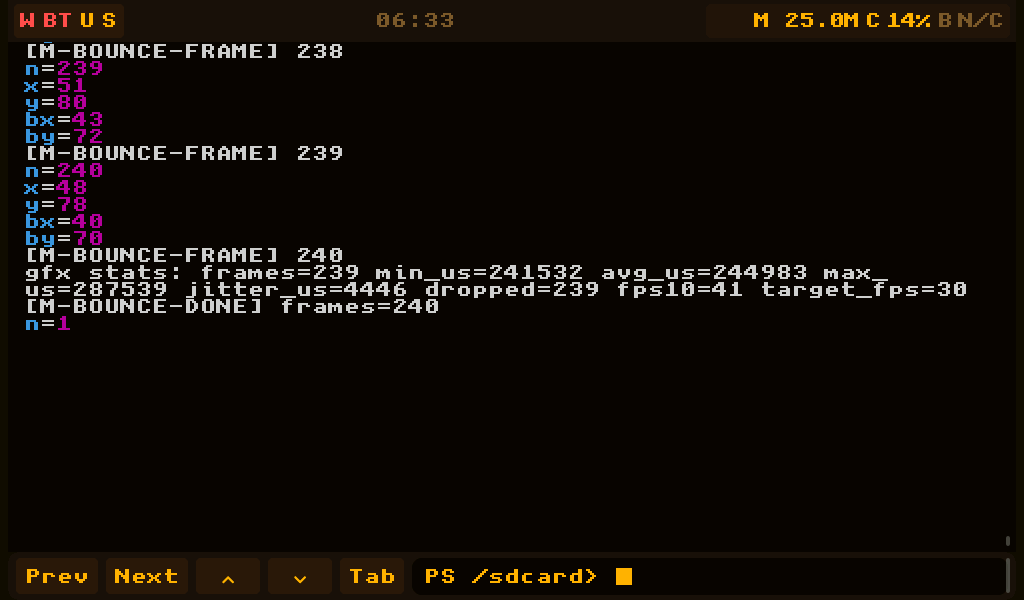 W BT U S 06:33 M 25.0M C 14% B N/C
[M-BOUNCE-FRAME] 238
n=239
x=51
y=80
bx=43
by=72
[M-BOUNCE-FRAME] 239
n=240
x=48
y=78
bx=40
by=70
[M-BOUNCE-FRAME] 240
gfx stats: frames=239 min_us=241532 avg_us=244983 max_
us=287539 jitter_us=4446 dropped=239 fps10=41 target_fps=30
[M-BOUNCE-DONE] frames=240
n=1
Prev Next ^ ⌄ Tab PS /sdcard>